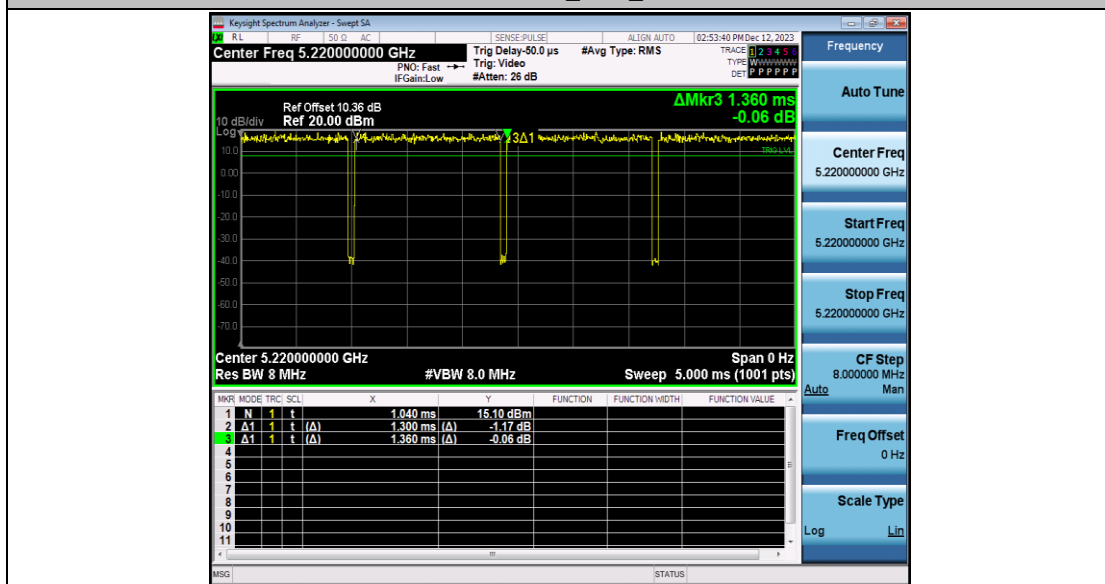 Keysight Spectrum Analyzer - Swept SA
RL RF 50 Ω AC SENSE:PULSE ALIGN AUTO 02:53:40 PM Dec 12, 2023
Center Freq 5.220000000 GHz
PNO: Fast
IFGain:Low
Trig Delay-50.0 µs
Trig: Video
#Atten: 26 dB
#Avg Type: RMS
TRACE 1 2 3 4 5 6
TYPE WWWWWW
DET P P P P P P
ΔMkr3 1.360 ms
-0.06 dB
Ref Offset 10.36 dB
10 dB/div Ref 20.00 dBm
Log
3Δ1
TRIG LVL
10.0
0.00
-10.0
-20.0
-30.0
-40.0
-50.0
-60.0
-70.0
Center 5.220000000 GHz Span 0 Hz
Res BW 8 MHz #VBW 8.0 MHz Sweep 5.000 ms (1001 pts)
MKR MODE TRC SCL X Y FUNCTION FUNCTION WIDTH FUNCTION VALUE
1 N 1 t 1.040 ms 15.10 dBm
2 Δ1 1 t (Δ) 1.300 ms (Δ) -1.17 dB
3 Δ1 1 t (Δ) 1.360 ms (Δ) -0.06 dB
4
5
6
7
8
9
10
11
MSG STATUS
Frequency
Auto Tune
Center Freq
5.220000000 GHz
Start Freq
5.220000000 GHz
Stop Freq
5.220000000 GHz
CF Step
8.000000 MHz
Auto Man
Freq Offset
0 Hz
Scale Type
Log Lin